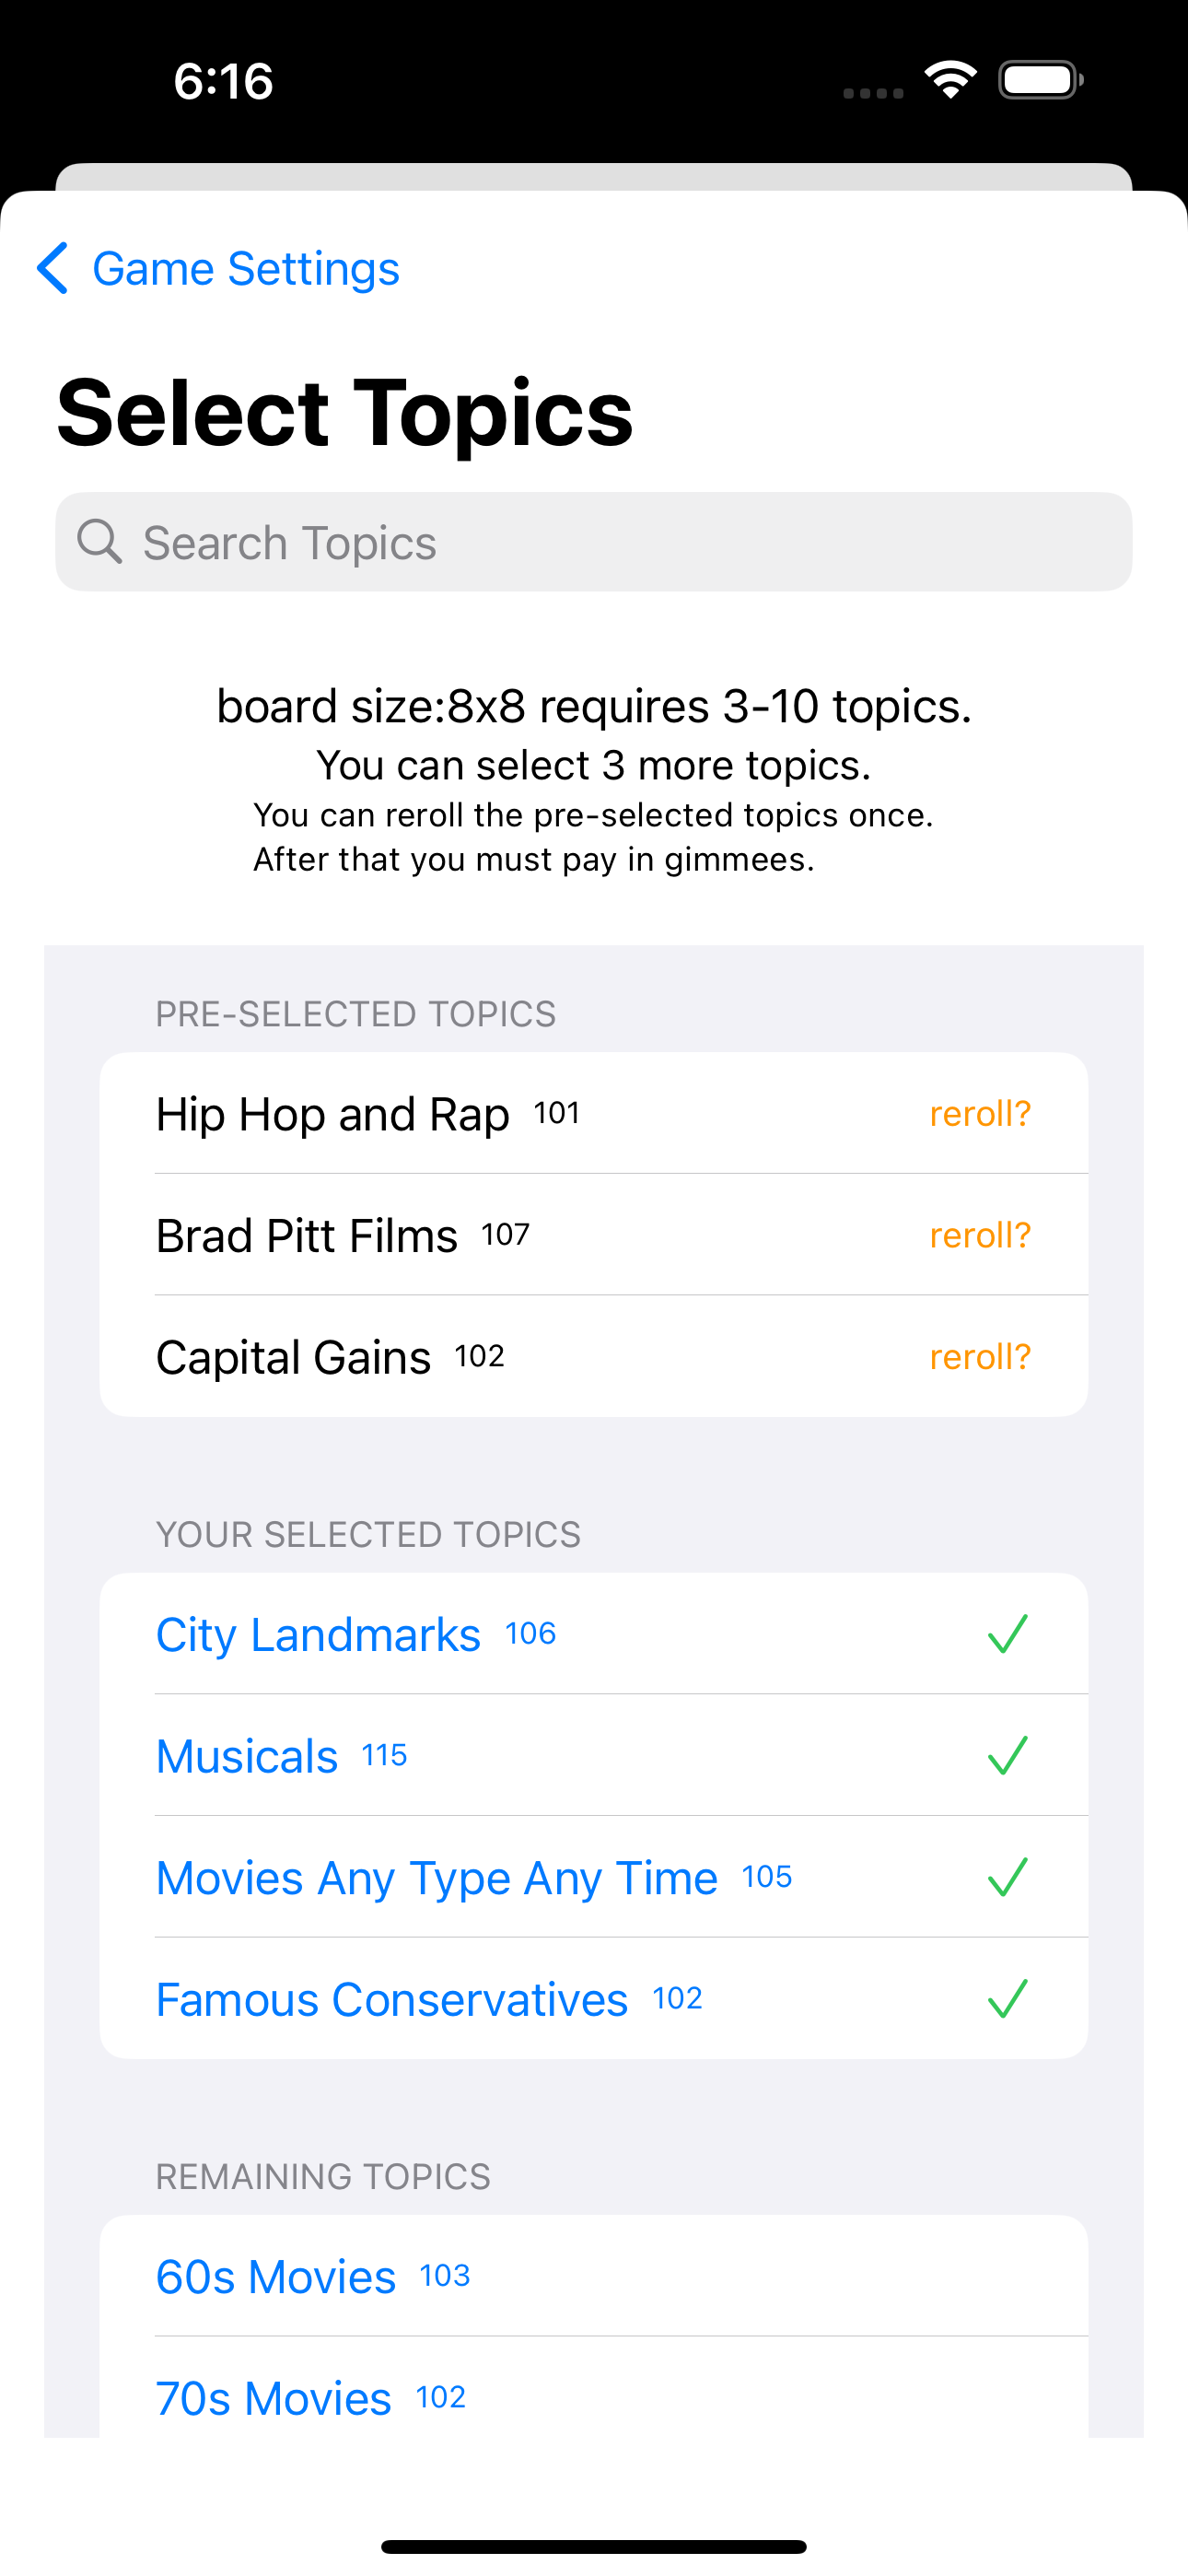 6:16
Game Settings
Select Topics
Search Topics
board size:8x8 requires 3-10 topics.
You can select 3 more topics.
You can reroll the pre-selected topics once.
After that you must pay in gimmees.
PRE-SELECTED TOPICS
Hip Hop and Rap 101 reroll?
Brad Pitt Films 107 reroll?
Capital Gains 102 reroll?
YOUR SELECTED TOPICS
City Landmarks 106
Musicals 115
Movies Any Type Any Time 105
Famous Conservatives 102
REMAINING TOPICS
60s Movies 103
70s Movies 102